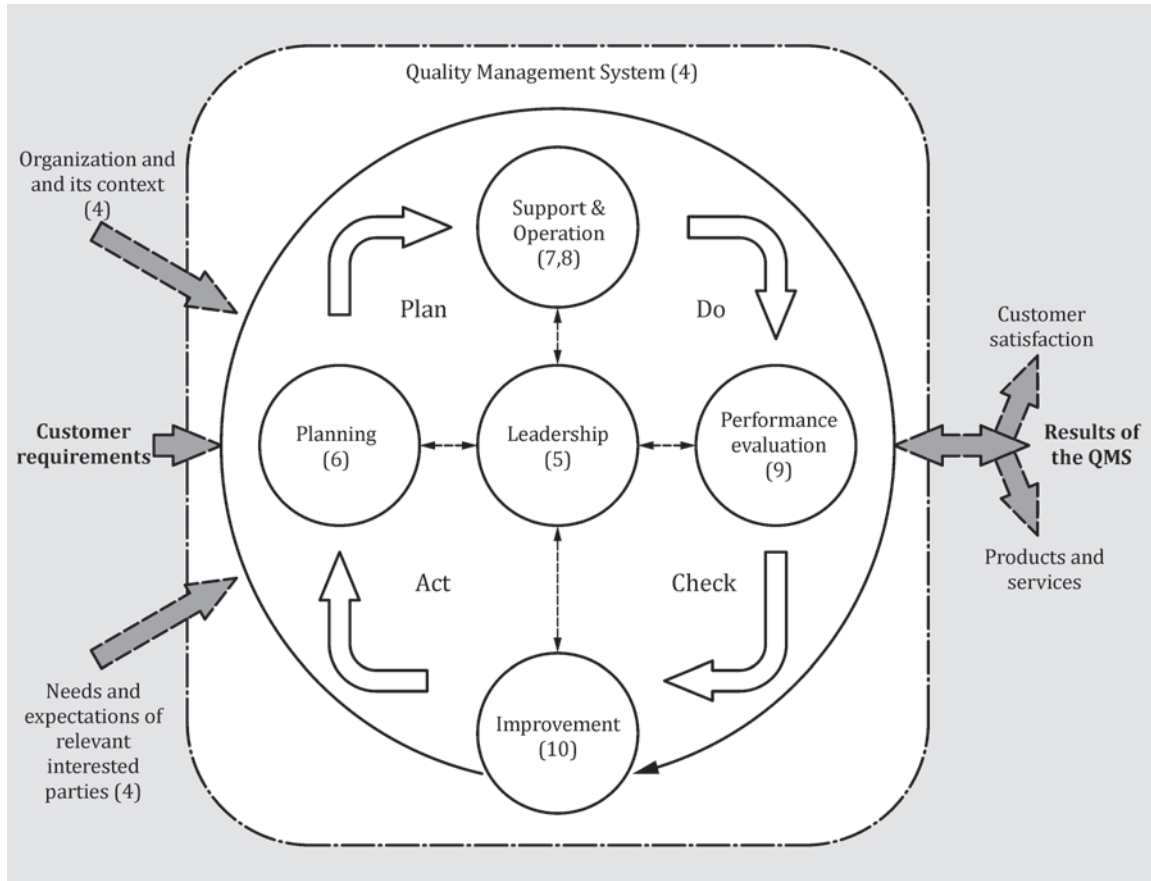 Quality Management System (4)
Organization and
and its context
(4)
Support &
Operation
(7,8)
Plan
Do
Customer
satisfaction
Customer
requirements
Planning
(6)
Leadership
(5)
Performance
evaluation
(9)
Results of
the QMS
Act
Check
Products and
services
Needs and
expectations of
relevant
interested
parties (4)
Improvement
(10)